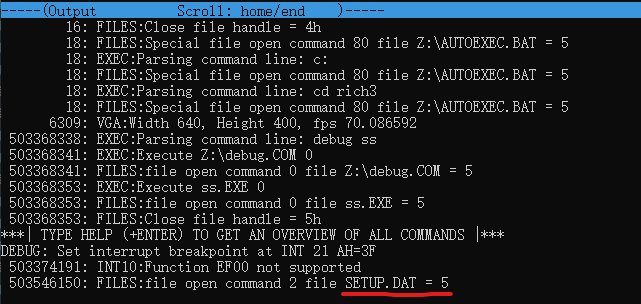 -----(Output         Scroll: home/end    )-----
16: FILES:Close file handle = 4h
18: FILES:Special file open command 80 file Z:\AUTOEXEC.BAT = 5
18: EXEC:Parsing command line: c:
18: FILES:Special file open command 80 file Z:\AUTOEXEC.BAT = 5
18: EXEC:Parsing command line: cd rich3
18: FILES:Special file open command 80 file Z:\AUTOEXEC.BAT = 5
6309: VGA:Width 640, Height 400, fps 70.086592
503368338: EXEC:Parsing command line: debug ss
503368341: EXEC:Execute Z:\debug.COM 0
503368341: FILES:file open command 0 file Z:\debug.COM = 5
503368353: EXEC:Execute ss.EXE 0
503368353: FILES:file open command 0 file ss.EXE = 5
503368353: FILES:Close file handle = 5h
***| TYPE HELP (+ENTER) TO GET AN OVERVIEW OF ALL COMMANDS |***
DEBUG: Set interrupt breakpoint at INT 21 AH=3F
503374191: INT10:Function EF00 not supported
503546150: FILES:file open command 2 file SETUP.DAT = 5